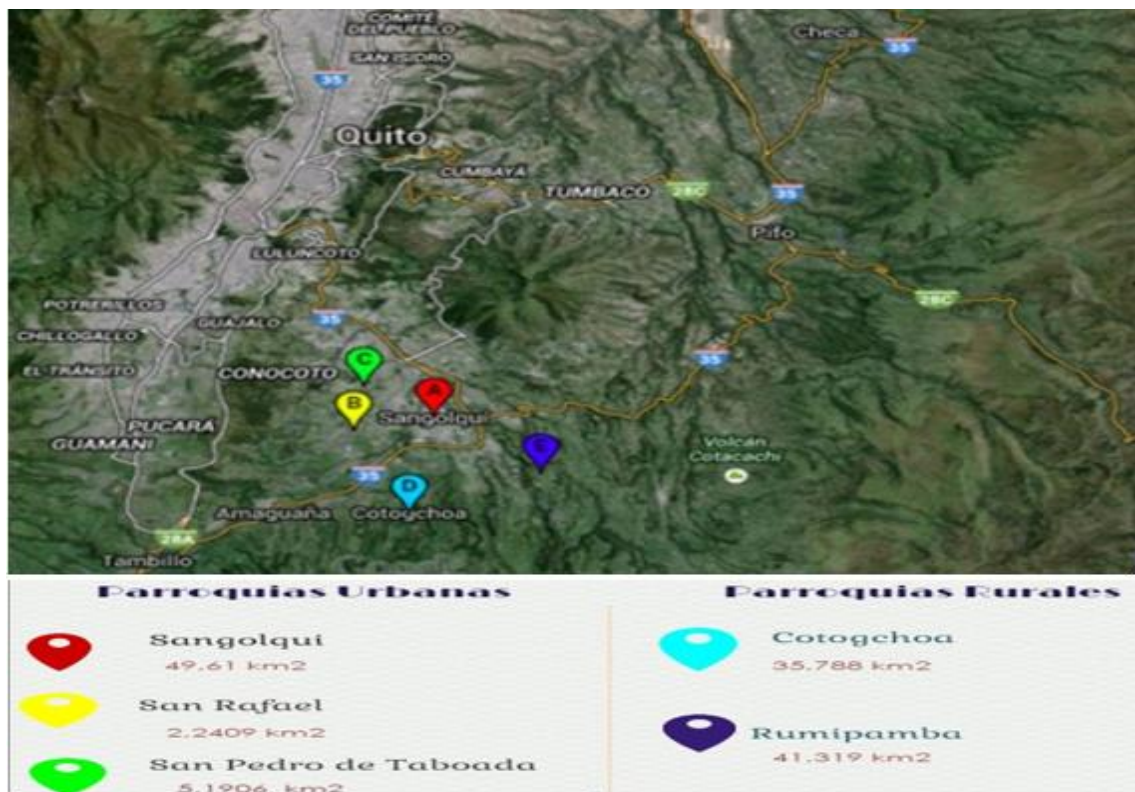 COMITÉ
DEL PUEBLO
SAN ISIDRO
Checa
35
35
Quito
CUMBAYÁ
TUMBACO
28C
35
Pifo
LULUNCOTO
28C
POTRERILLOS
GUAJALO
35
CHILLOGALLO
35
EL TRÁNSITO
CONOCOTO
C
A
B
Sangolqui
PUCARÁ
GUAMANI
E
Volcán
Cotacachi
35
D
Amaguaña
Cotogchoa
28A
Tambillo
Parroquias Urbanas
Sangolqui
49.61 km2
San Rafael
2.2409 km2
San Pedro de Taboada
5.1906 km2
Parroquias Rurales
Cotogchoa
35.788 km2
Rumipamba
41.319 km2